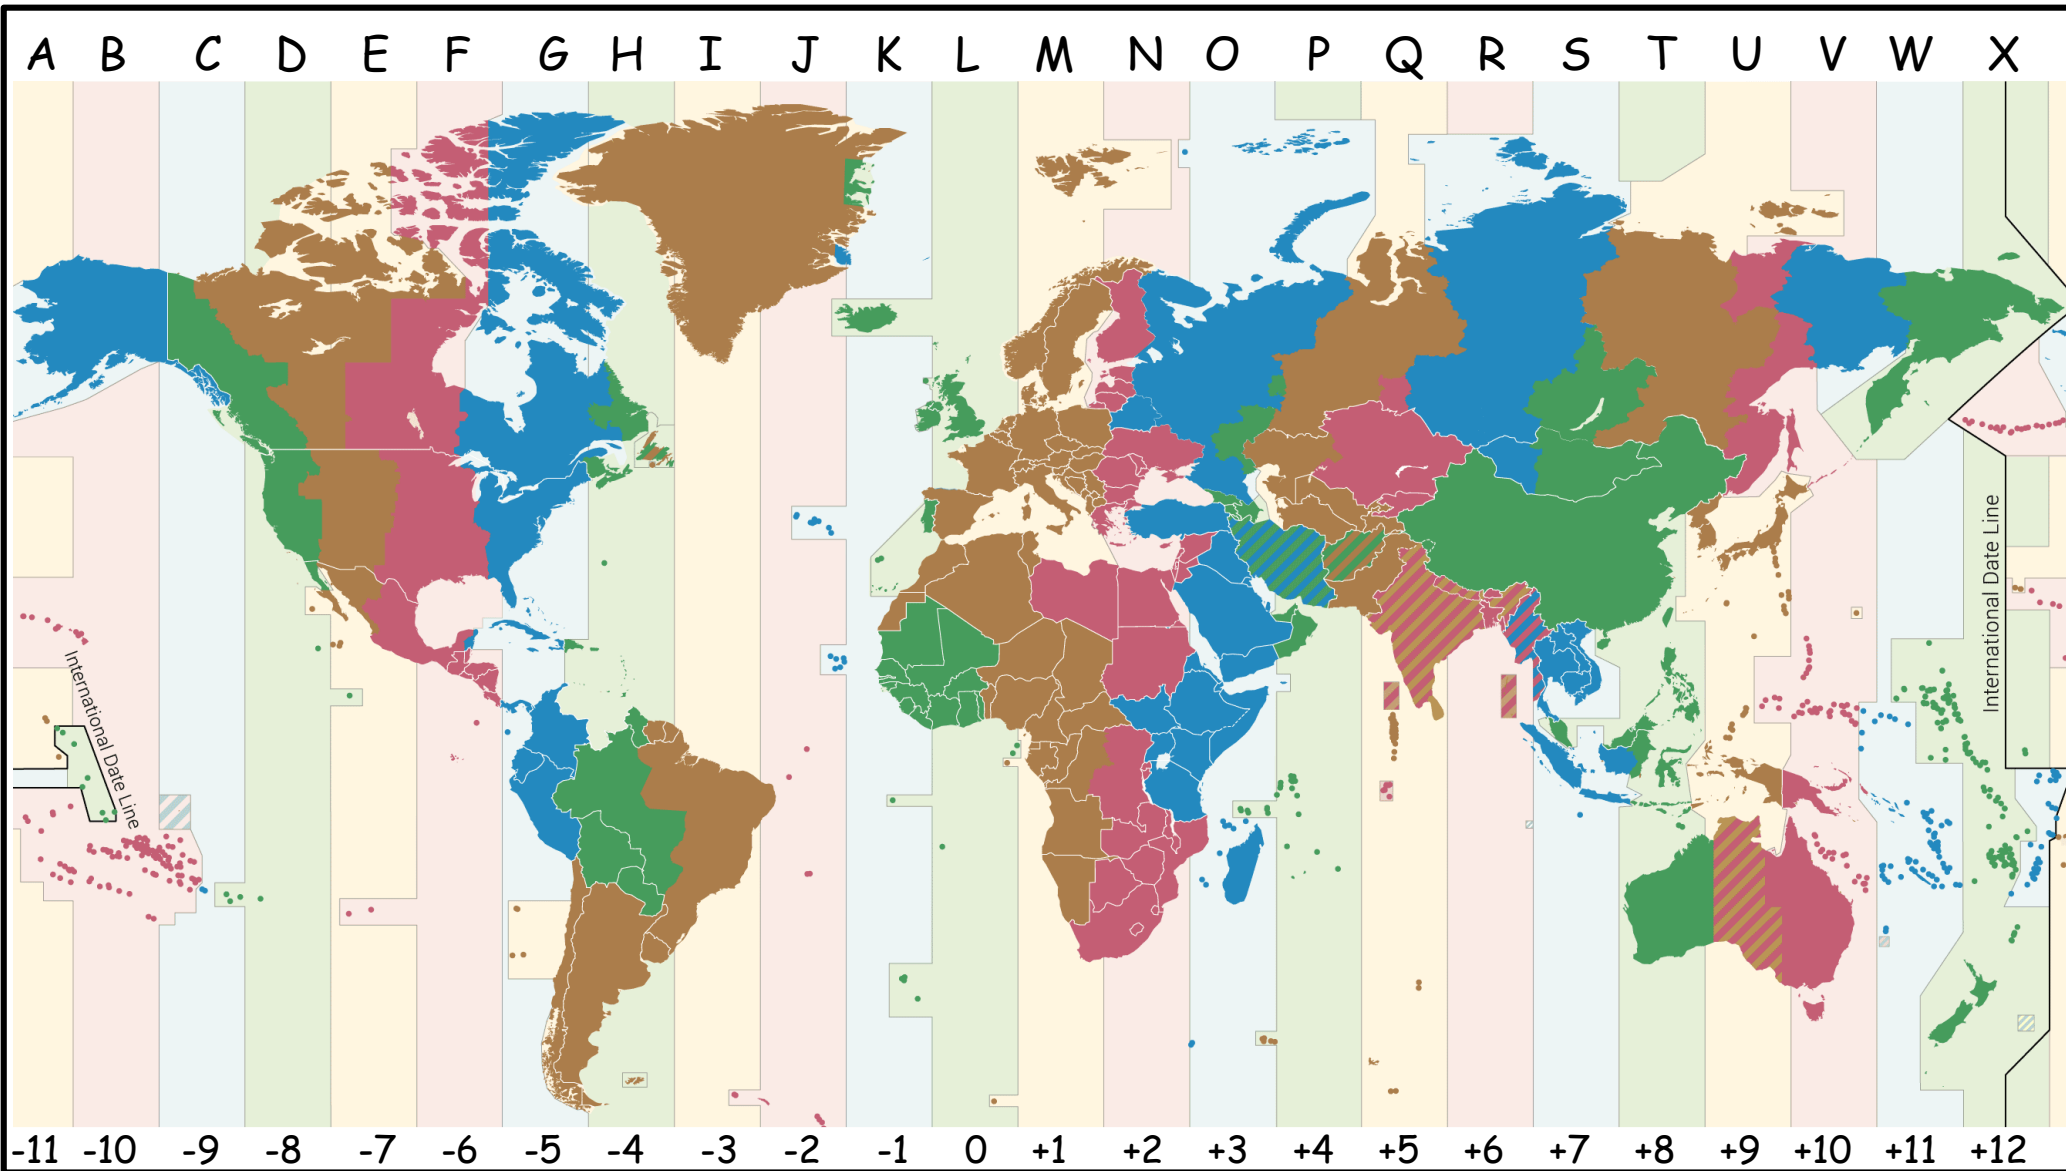 A B C D E F G H I J K L M N O P Q R S T U V W X
International Date Line
International Date Line
-11 -10 -9 -8 -7 -6 -5 -4 -3 -2 -1 0 +1 +2 +3 +4 +5 +6 +7 +8 +9 +10 +11 +12